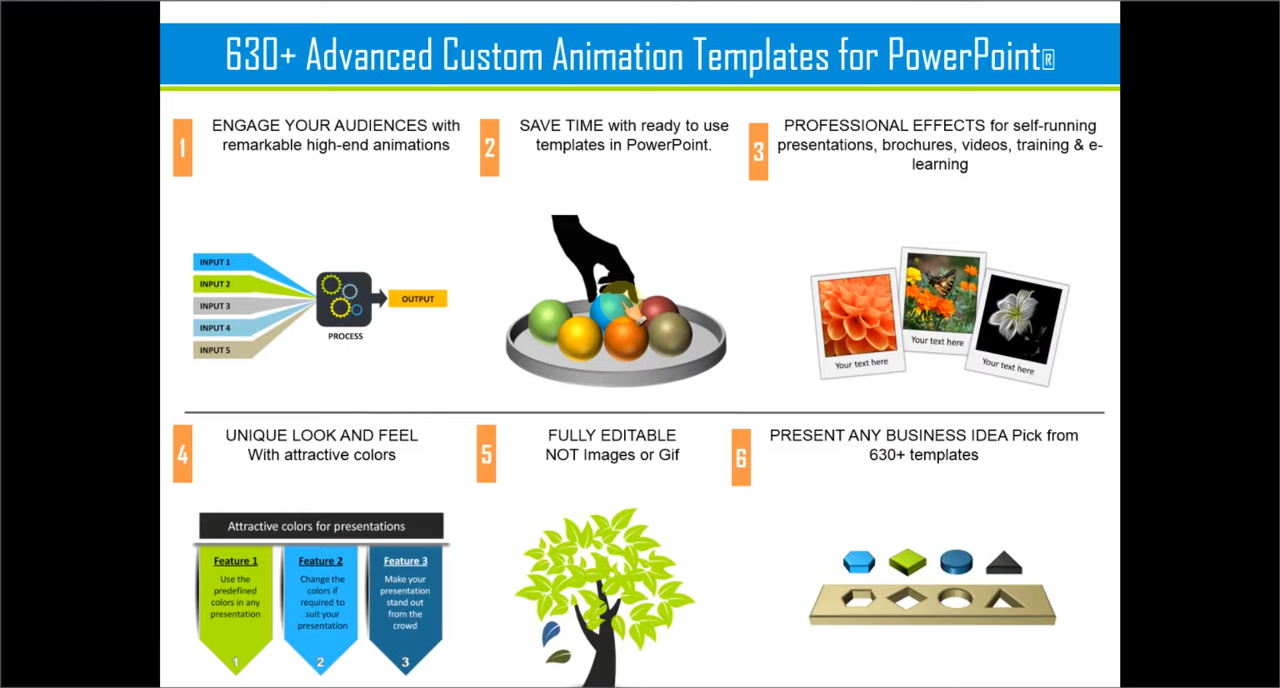 630+ Advanced Custom Animation Templates for PowerPoint®
1
ENGAGE YOUR AUDIENCES with
remarkable high-end animations
2
SAVE TIME with ready to use
templates in PowerPoint.
3
PROFESSIONAL EFFECTS for self-running
presentations, brochures, videos, training & e-
learning
INPUT 1
INPUT 2
INPUT 3
INPUT 4
INPUT 5
PROCESS
OUTPUT
Your text here
Your text here
Your text here
4
UNIQUE LOOK AND FEEL
With attractive colors
5
FULLY EDITABLE
NOT Images or Gif
6
PRESENT ANY BUSINESS IDEA Pick from
630+ templates
Attractive colors for presentations
Feature 1
Use the
predefined
colors in any
presentation
1
Feature 2
Change the
colors if
required to
suit your
presentation
2
Feature 3
Make your
presentation
stand out
from the
crowd
3